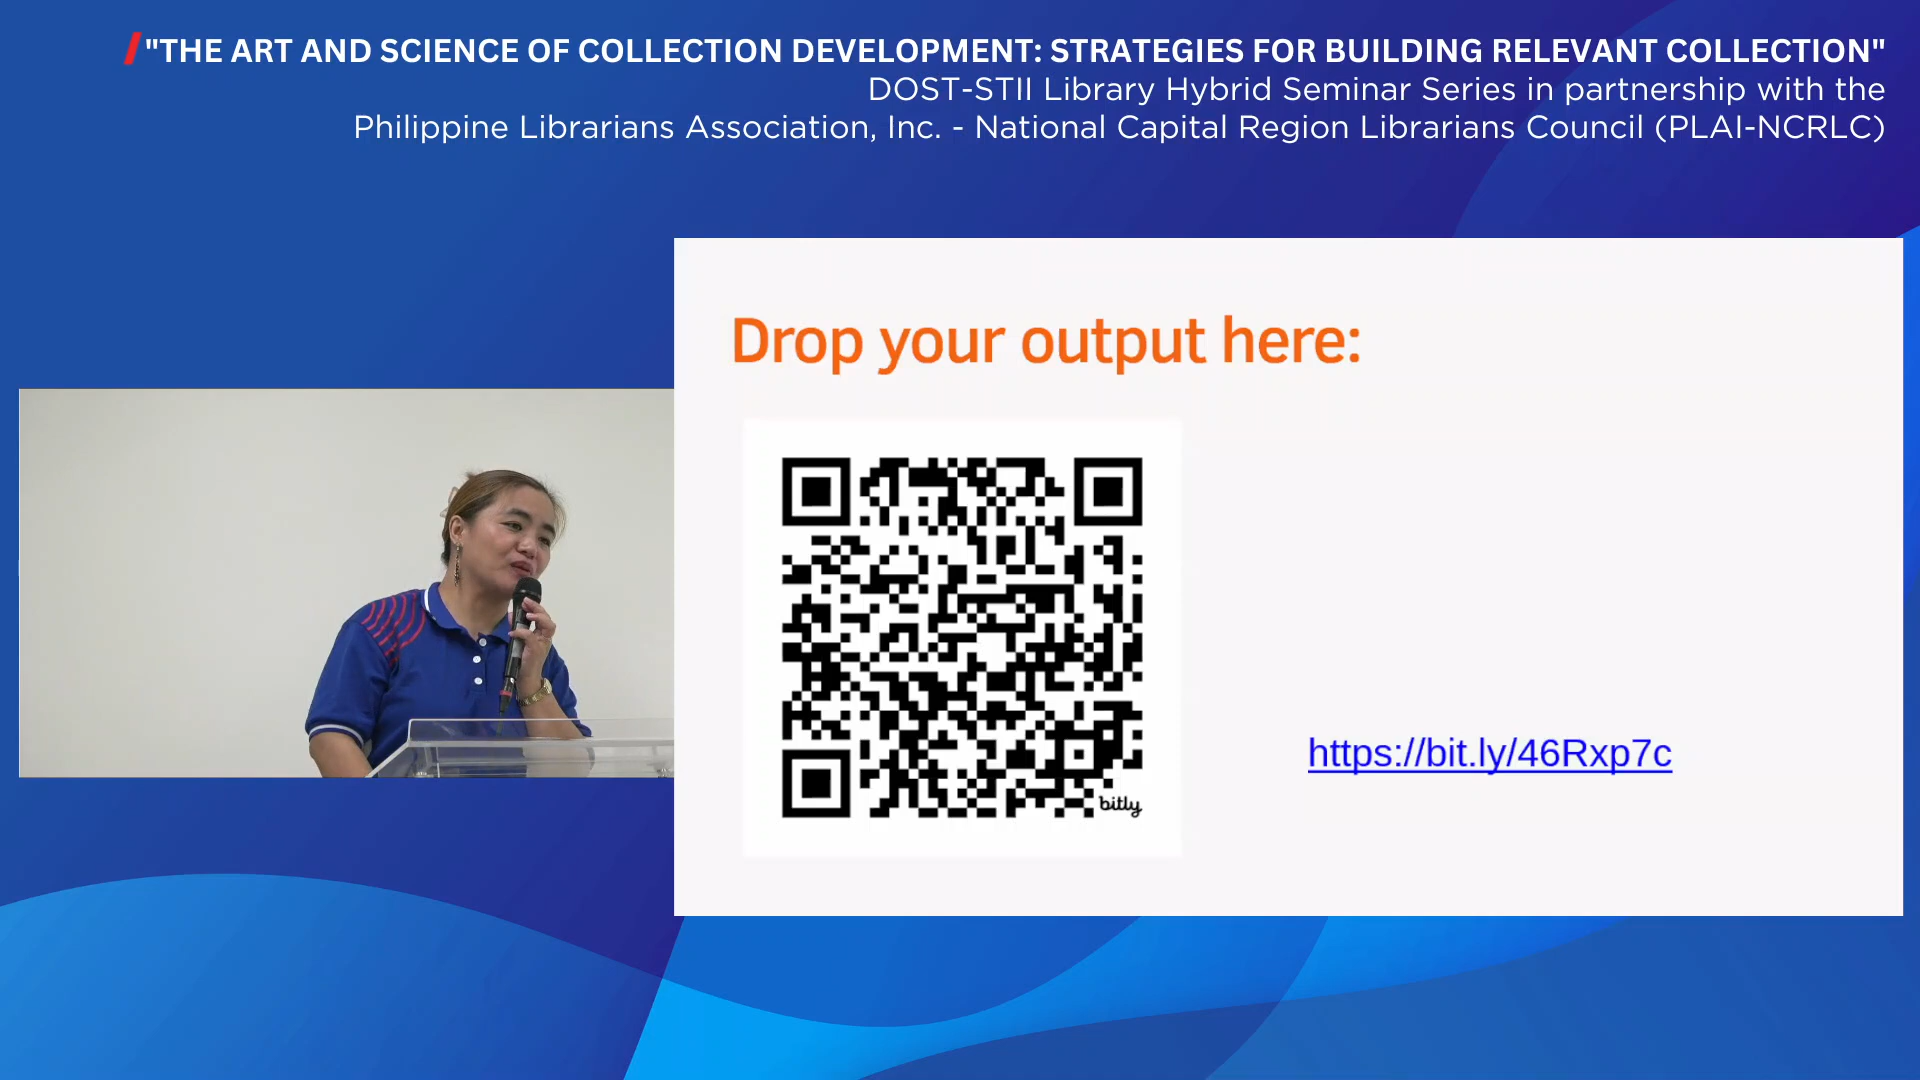 "THE ART AND SCIENCE OF COLLECTION DEVELOPMENT: STRATEGIES FOR BUILDING RELEVANT COLLECTION"
DOST-STII Library Hybrid Seminar Series in partnership with the
Philippine Librarians Association, Inc. - National Capital Region Librarians Council (PLAI-NCRLC)
Drop your output here:
bitly
https://bit.ly/46Rxp7c